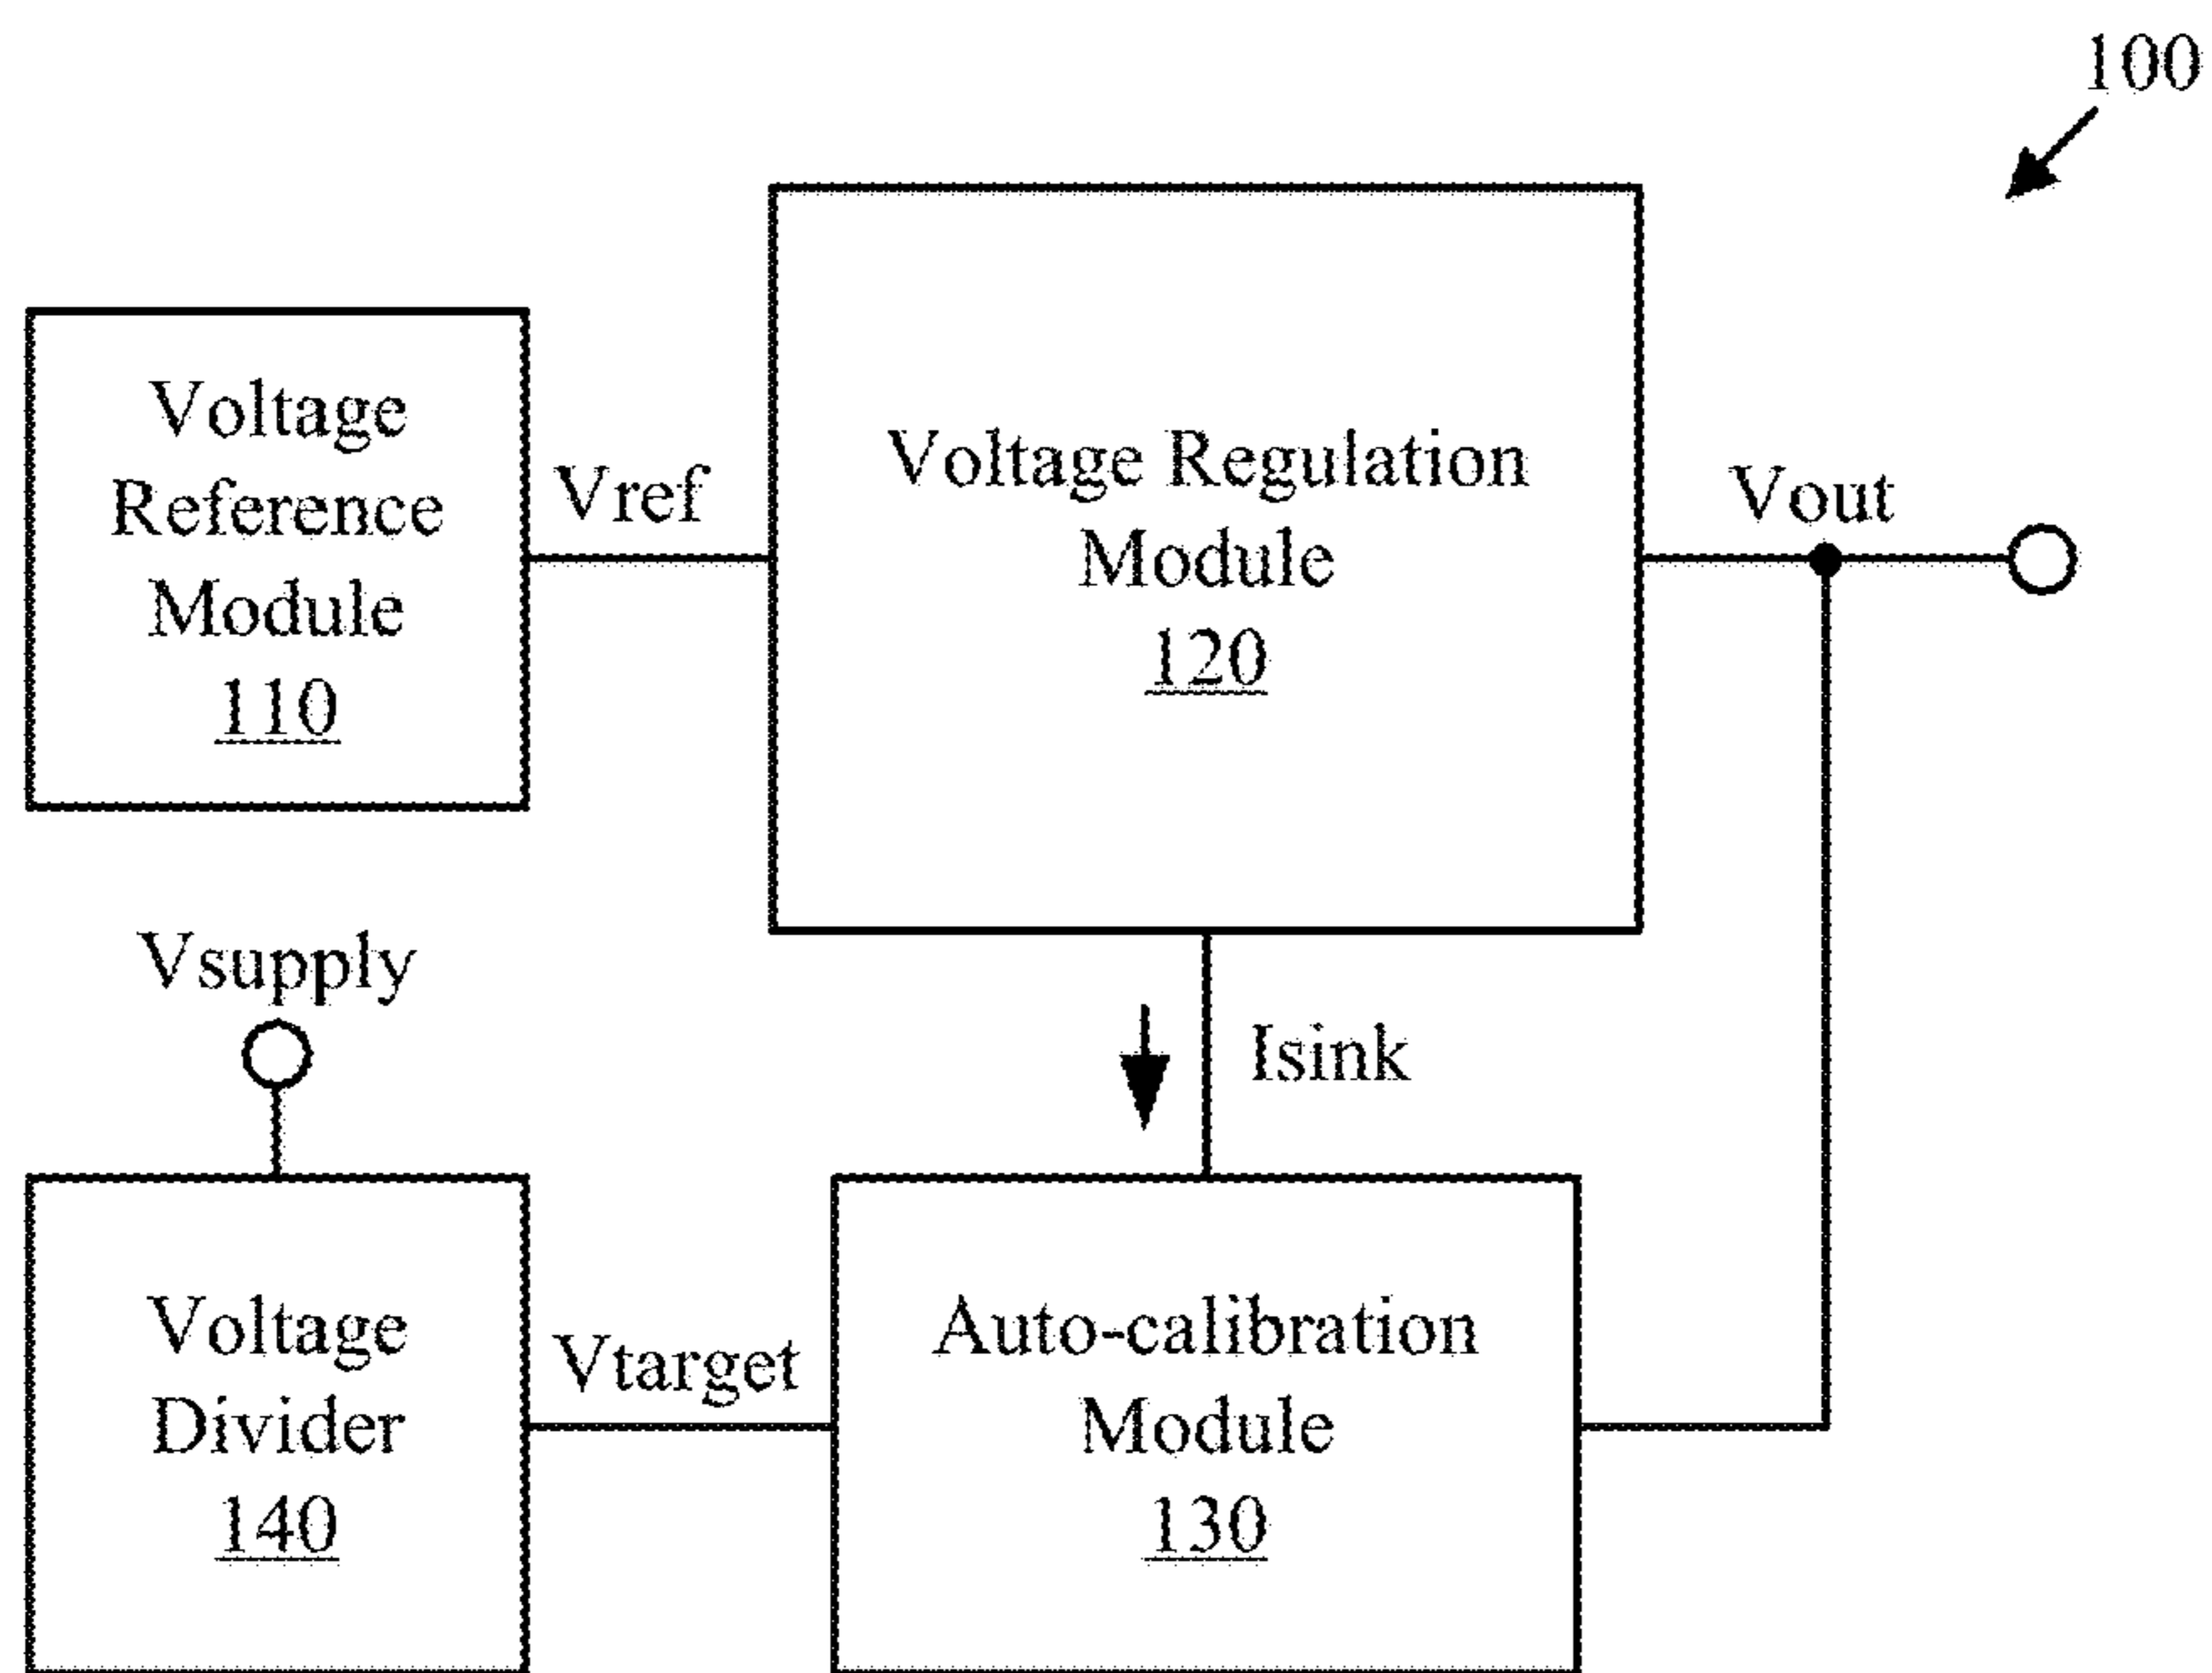 100
Voltage
Reference
Module
110
Vref
Voltage Regulation
Module
120
Vout
Vsupply
Isink
Voltage
Divider
140
Vtarget
Auto-calibration
Module
130